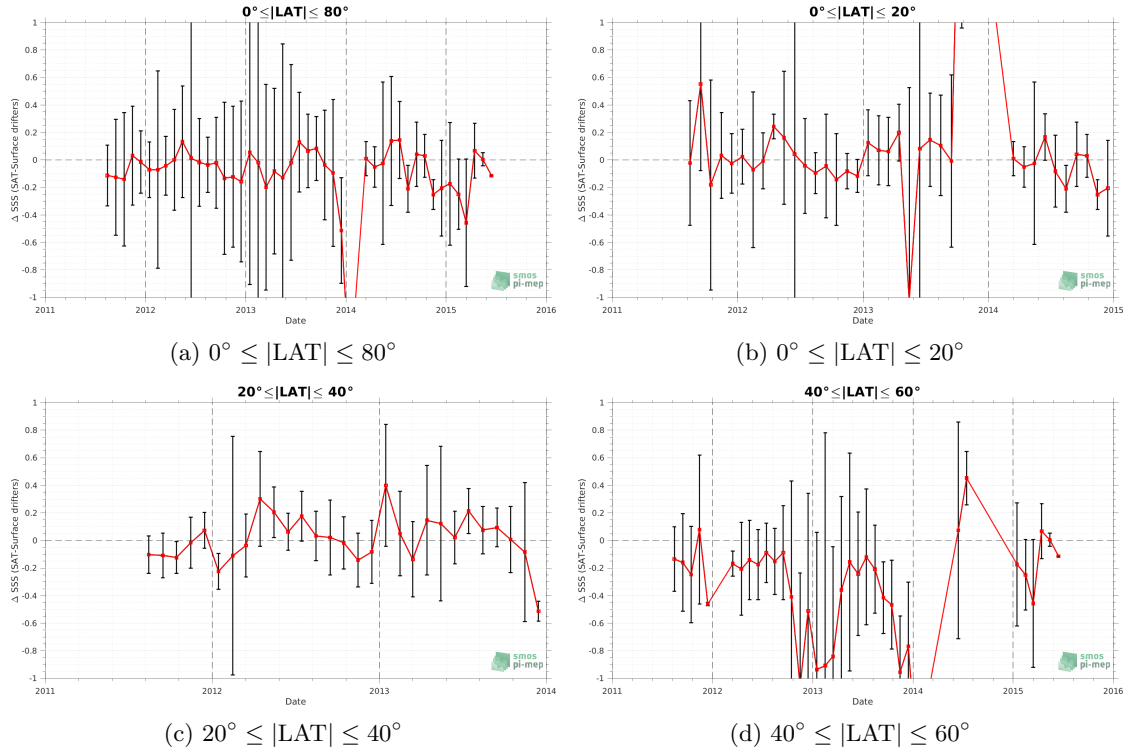 0°≤|LAT|≤ 80°
1
0.8
0.6
0.4
0.2
0
-0.2
-0.4
-0.6
-0.8
-1
Δ SSS (SAT-Surface drifters)
2011
2012
2013
2014
2015
2016
Date
smos
pi-mep
(a) 0° ≤ |LAT| ≤ 80°
0°≤|LAT|≤ 20°
1
0.8
0.6
0.4
0.2
0
-0.2
-0.4
-0.6
-0.8
-1
Δ SSS (SAT-Surface drifters)
2011
2012
2013
2014
2015
Date
smos
pi-mep
(b) 0° ≤ |LAT| ≤ 20°
20°≤|LAT|≤ 40°
1
0.8
0.6
0.4
0.2
0
-0.2
-0.4
-0.6
-0.8
-1
Δ SSS (SAT-Surface drifters)
2011
2012
2013
2014
Date
smos
pi-mep
(c) 20° ≤ |LAT| ≤ 40°
40°≤|LAT|≤ 60°
1
0.8
0.6
0.4
0.2
0
-0.2
-0.4
-0.6
-0.8
-1
Δ SSS (SAT-Surface drifters)
2011
2012
2013
2014
2015
2016
Date
smos
pi-mep
(d) 40° ≤ |LAT| ≤ 60°